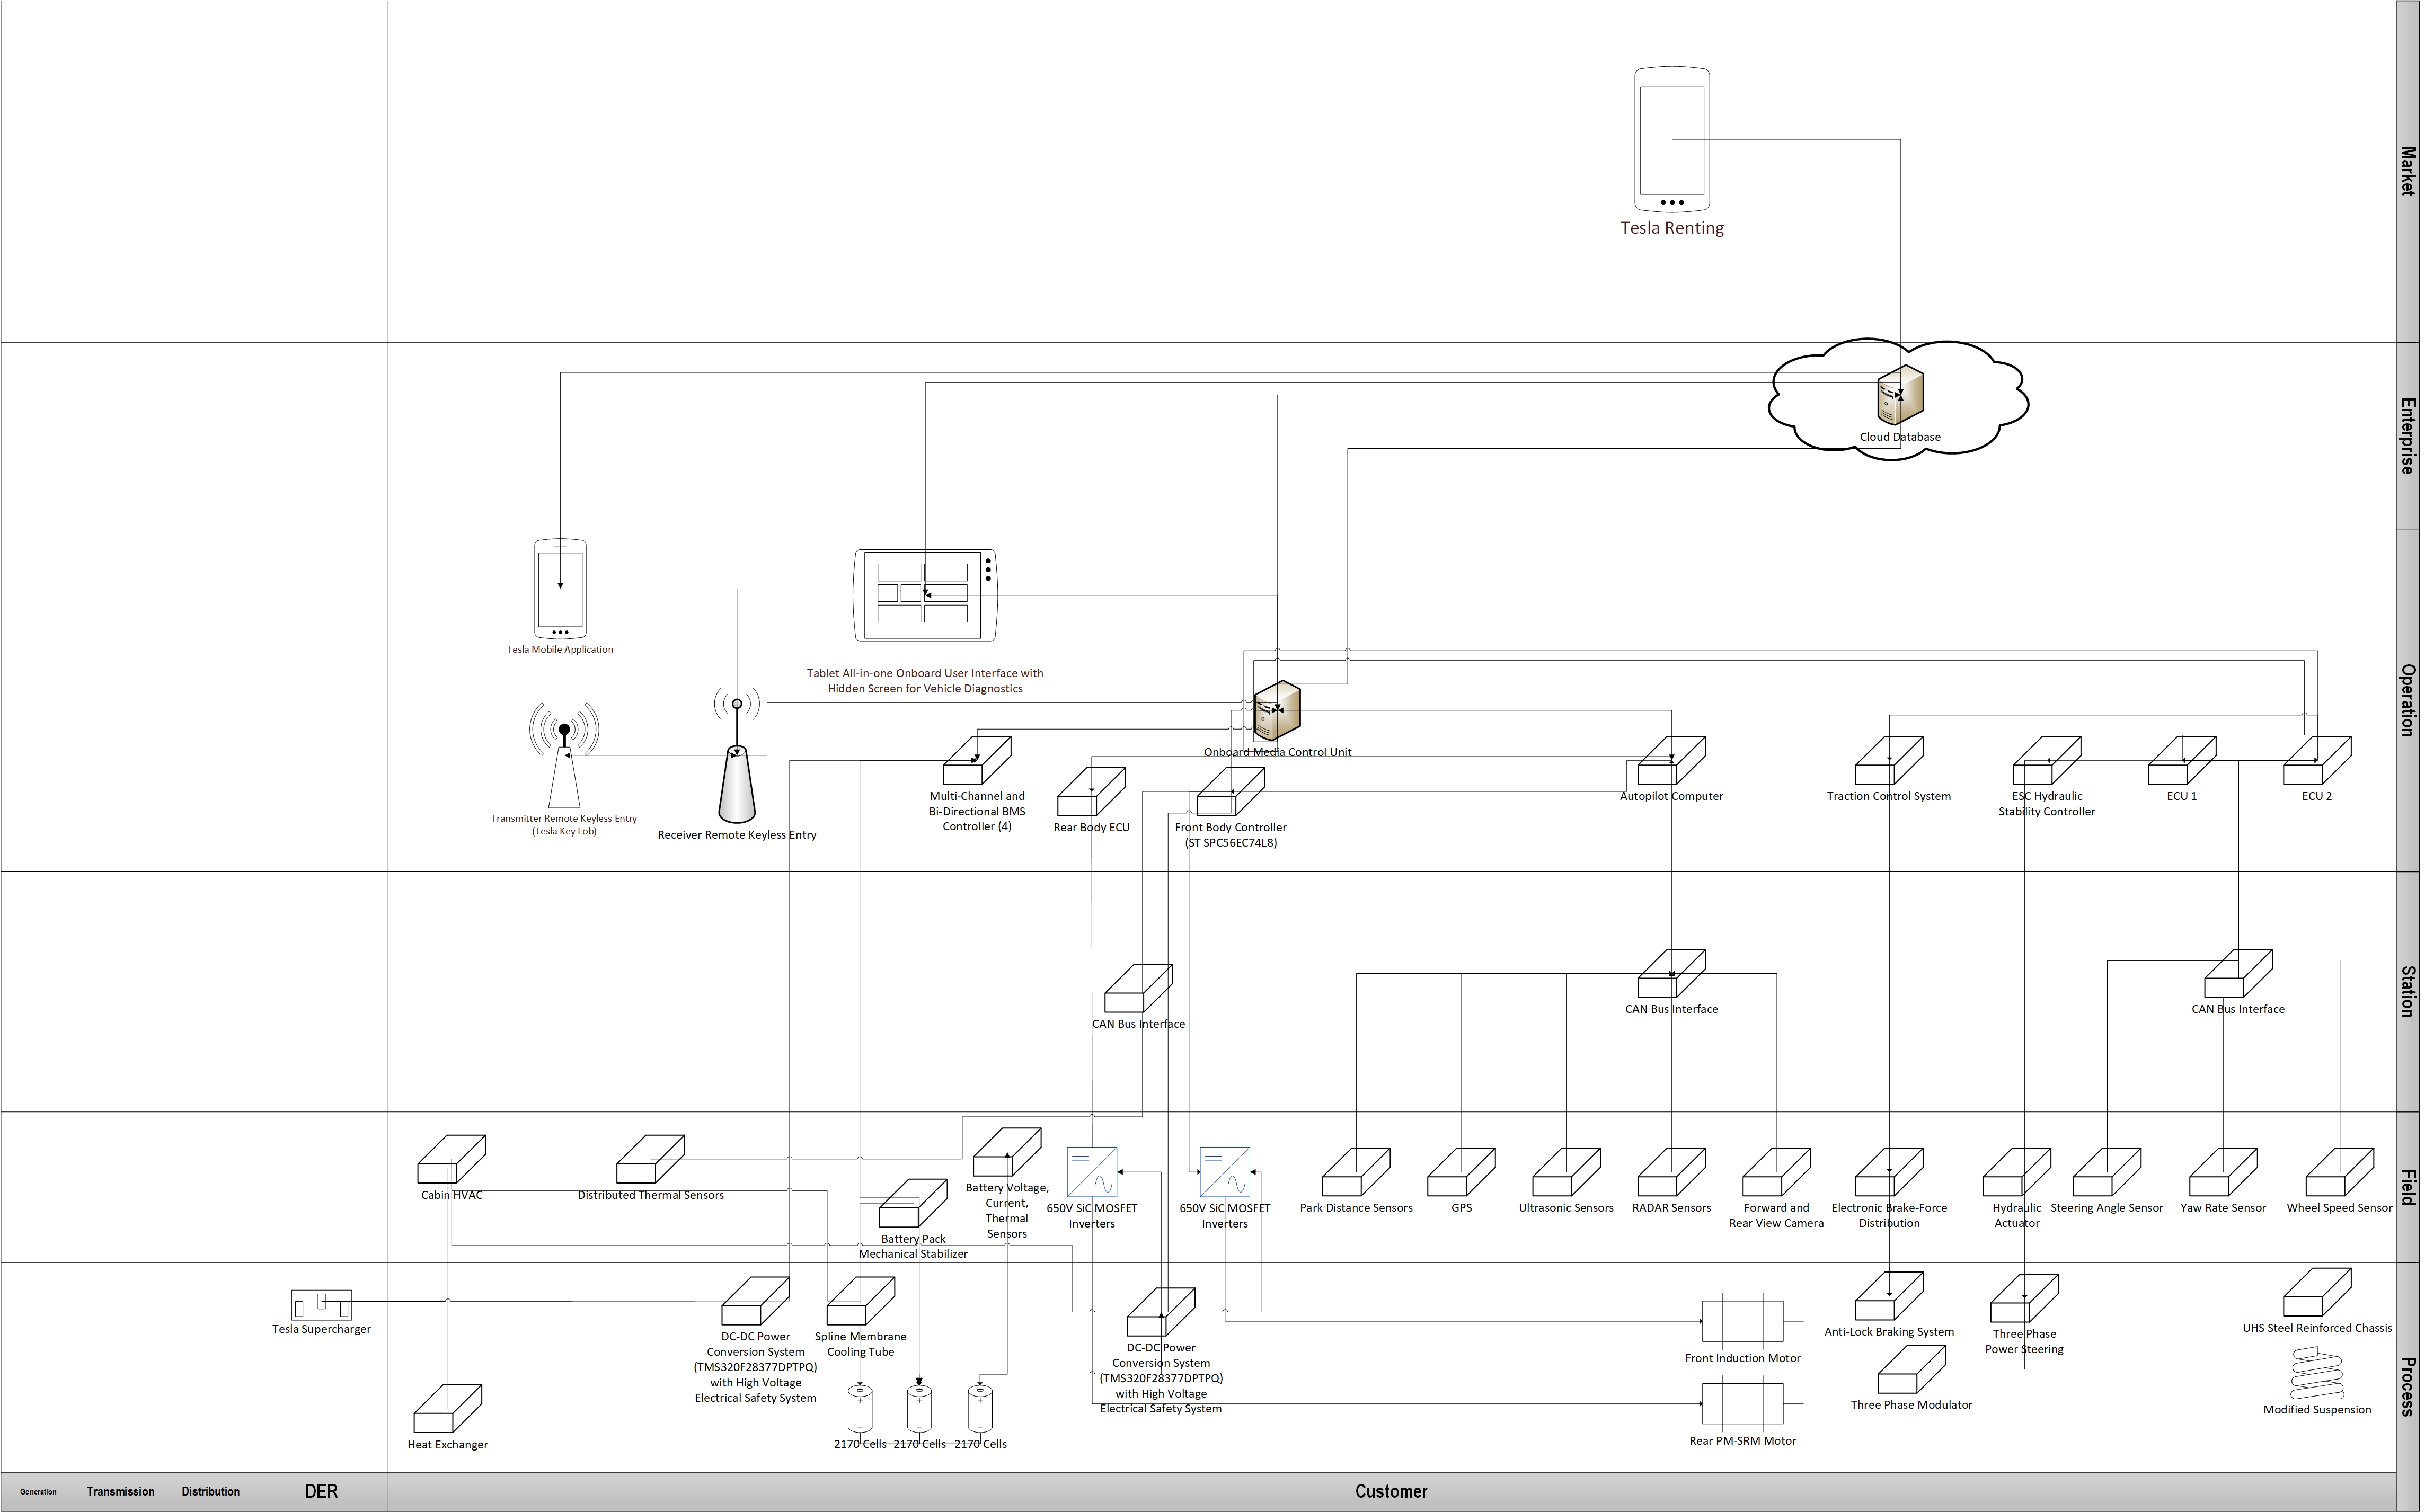 Tesla Renting
Market
Cloud Database
Enterprise
Tesla Mobile Application
Tablet All-in-one Onboard User Interface with
Hidden Screen for Vehicle Diagnostics
Operation
Onboard Media Control Unit
Transmitter Remote Keyless Entry
(Tesla Key Fob)
Receiver Remote Keyless Entry
Multi-Channel and
Bi-Directional BMS
Controller (4)
Rear Body ECU
Front Body Controller
(ST SPC56EC74L8)
Autopilot Computer
Traction Control System
ESC Hydraulic
Stability Controller
ECU 1
ECU 2
CAN Bus Interface
CAN Bus Interface
CAN Bus Interface
Station
Cabin HVAC
Distributed Thermal Sensors
Battery Pack
Mechanical Stabilizer
Battery Voltage,
Current,
Thermal
Sensors
650V SiC MOSFET
Inverters
650V SiC MOSFET
Inverters
Park Distance Sensors
GPS
Ultrasonic Sensors
RADAR Sensors
Forward and
Rear View Camera
Electronic Brake-Force
Distribution
Hydraulic
Actuator
Steering Angle Sensor
Yaw Rate Sensor
Wheel Speed Sensor
Field
Tesla Supercharger
Heat Exchanger
DC-DC Power
Conversion System
(TMS320F28377DPTPQ)
with High Voltage
Electrical Safety System
Spline Membrane
Cooling Tube
2170 Cells
2170 Cells
2170 Cells
DC-DC Power
Conversion System
(TMS320F28377DPTPQ)
with High Voltage
Electrical Safety System
Front Induction Motor
Rear PM-SRM Motor
Anti-Lock Braking System
Three Phase Modulator
Three Phase
Power Steering
UHS Steel Reinforced Chassis
Modified Suspension
Process
Generation
Transmission
Distribution
DER
Customer